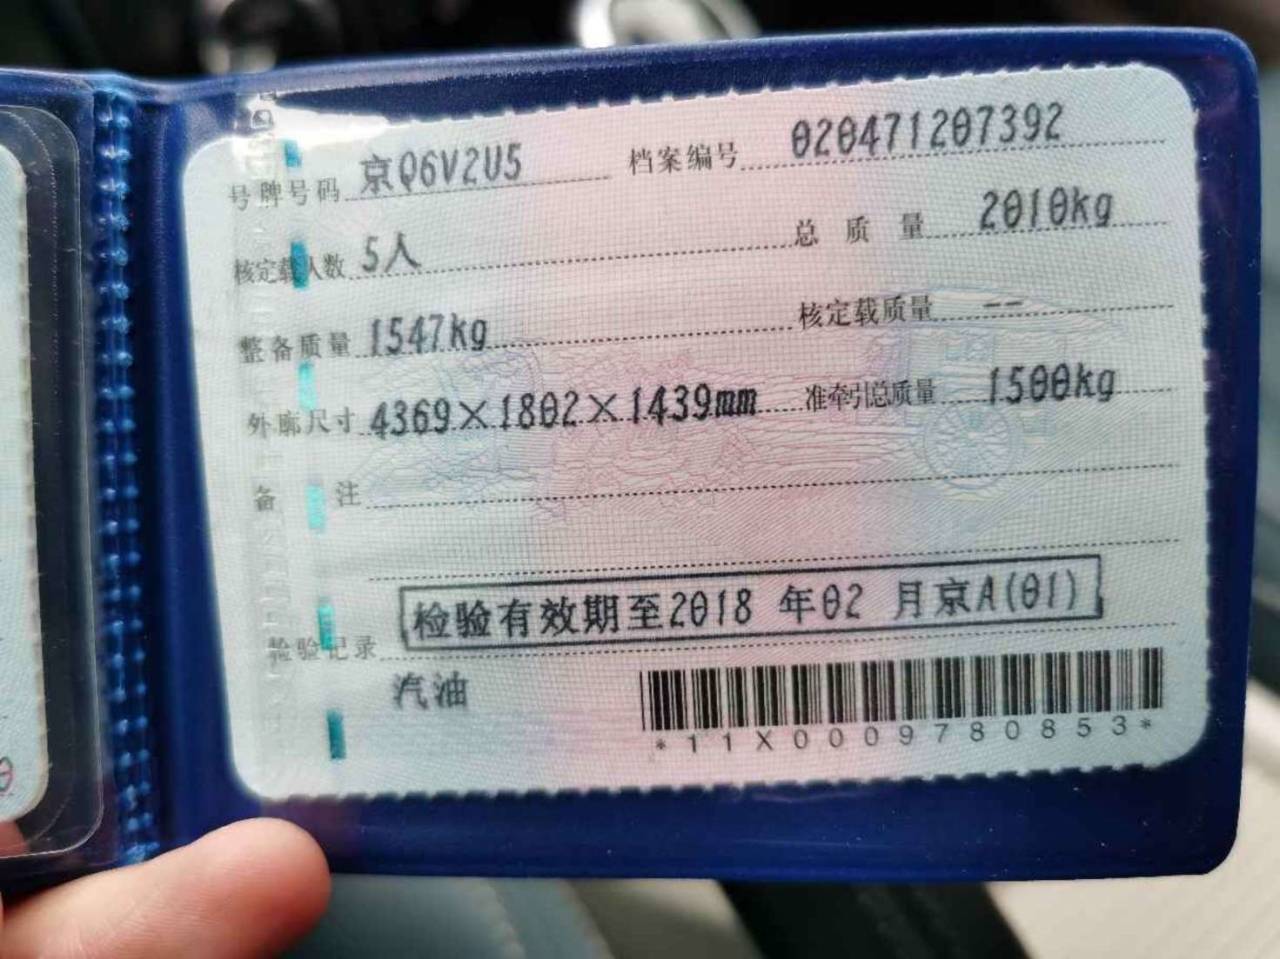 号牌号码 京Q6V2U5 档案编号 020471207392
核定载人数 5人 总质量 2010kg
整备质量 1547kg 核定载质量 --
外廓尺寸 4369×1802×1439mm 准牵引总质量 1500kg
备注
检验有效期至2018年02月京A(01)
检验记录
汽油
*11X0009780853*